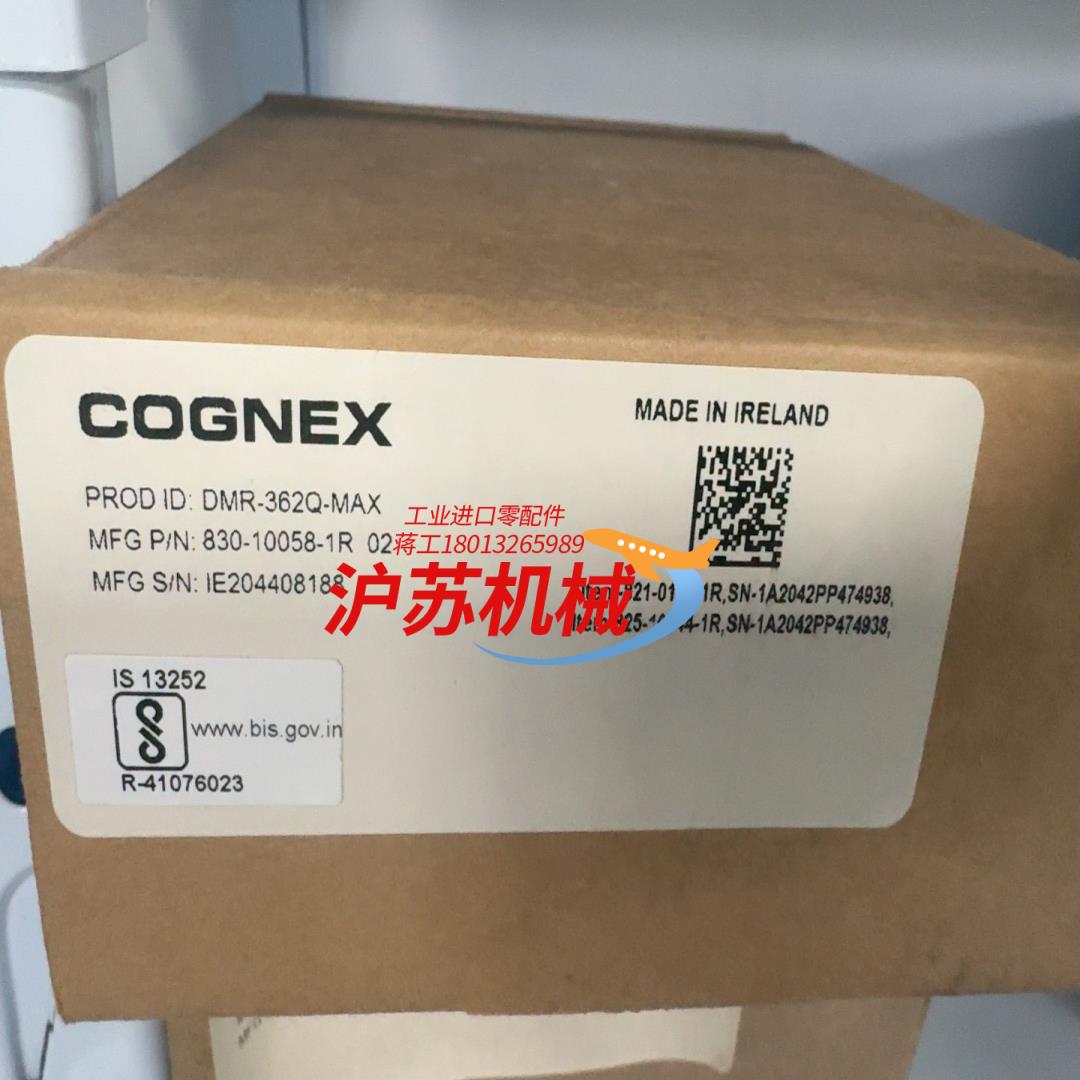 COGNEX
MADE IN IRELAND
PROD ID: DMR-362Q-MAX
MFG P/N: 830-10058-1R 02
MFG S/N: IE204408188
工业进口零配件
蒋工18013265989
沪苏机械
1R,SN-1A2042PP474938,
1R,SN-1A2042PP474938,
IS 13252
www.bis.gov.in
R-41076023